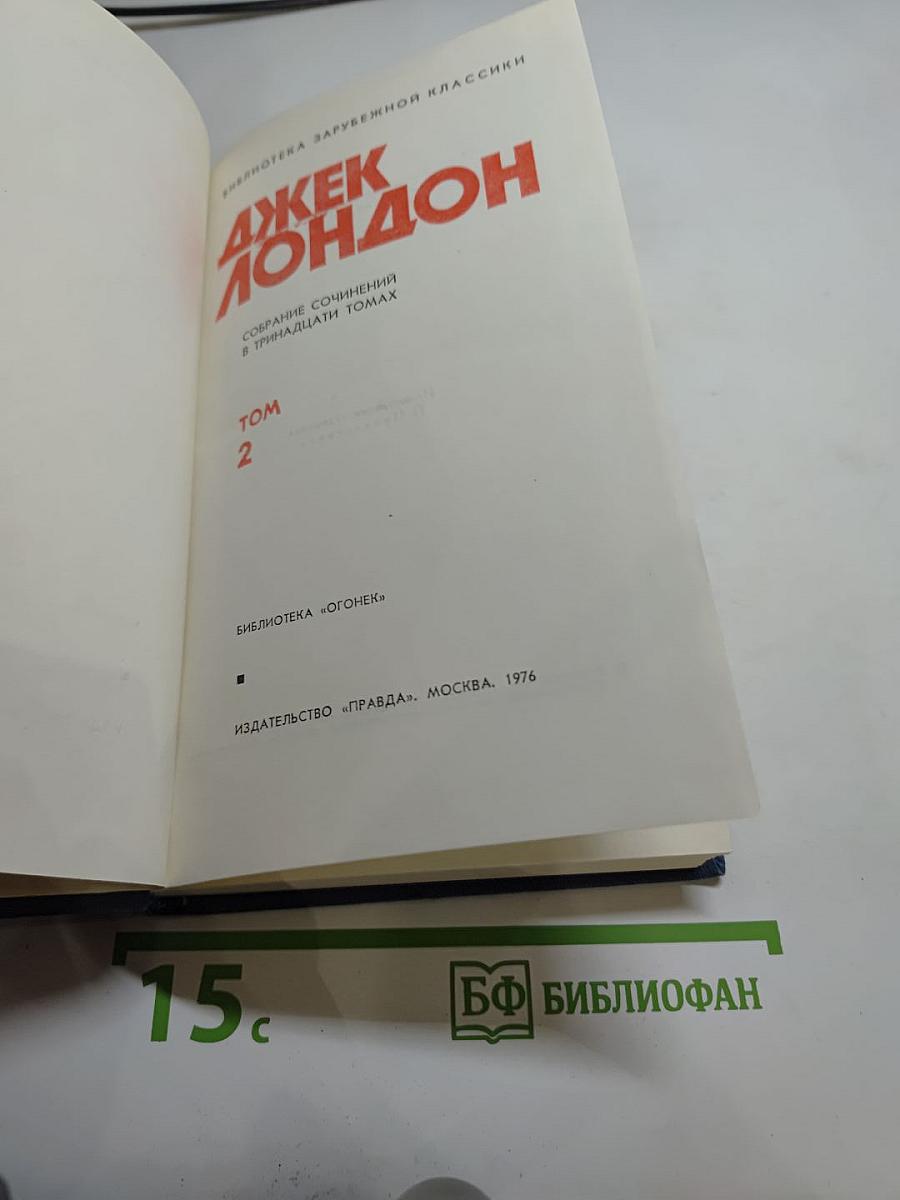 БИБЛИОТЕКА ЗАРУБЕЖНОЙ КЛАССИКИ
ДЖЕК
ЛОНДОН
СОБРАНИЕ СОЧИНЕНИЙ
В ТРИНАДЦАТИ ТОМАХ
ТОМ
2
БИБЛИОТЕКА «ОГОНЕК»
ИЗДАТЕЛЬСТВО «ПРАВДА». МОСКВА. 1976
15 с
БФ БИБЛИОФАН